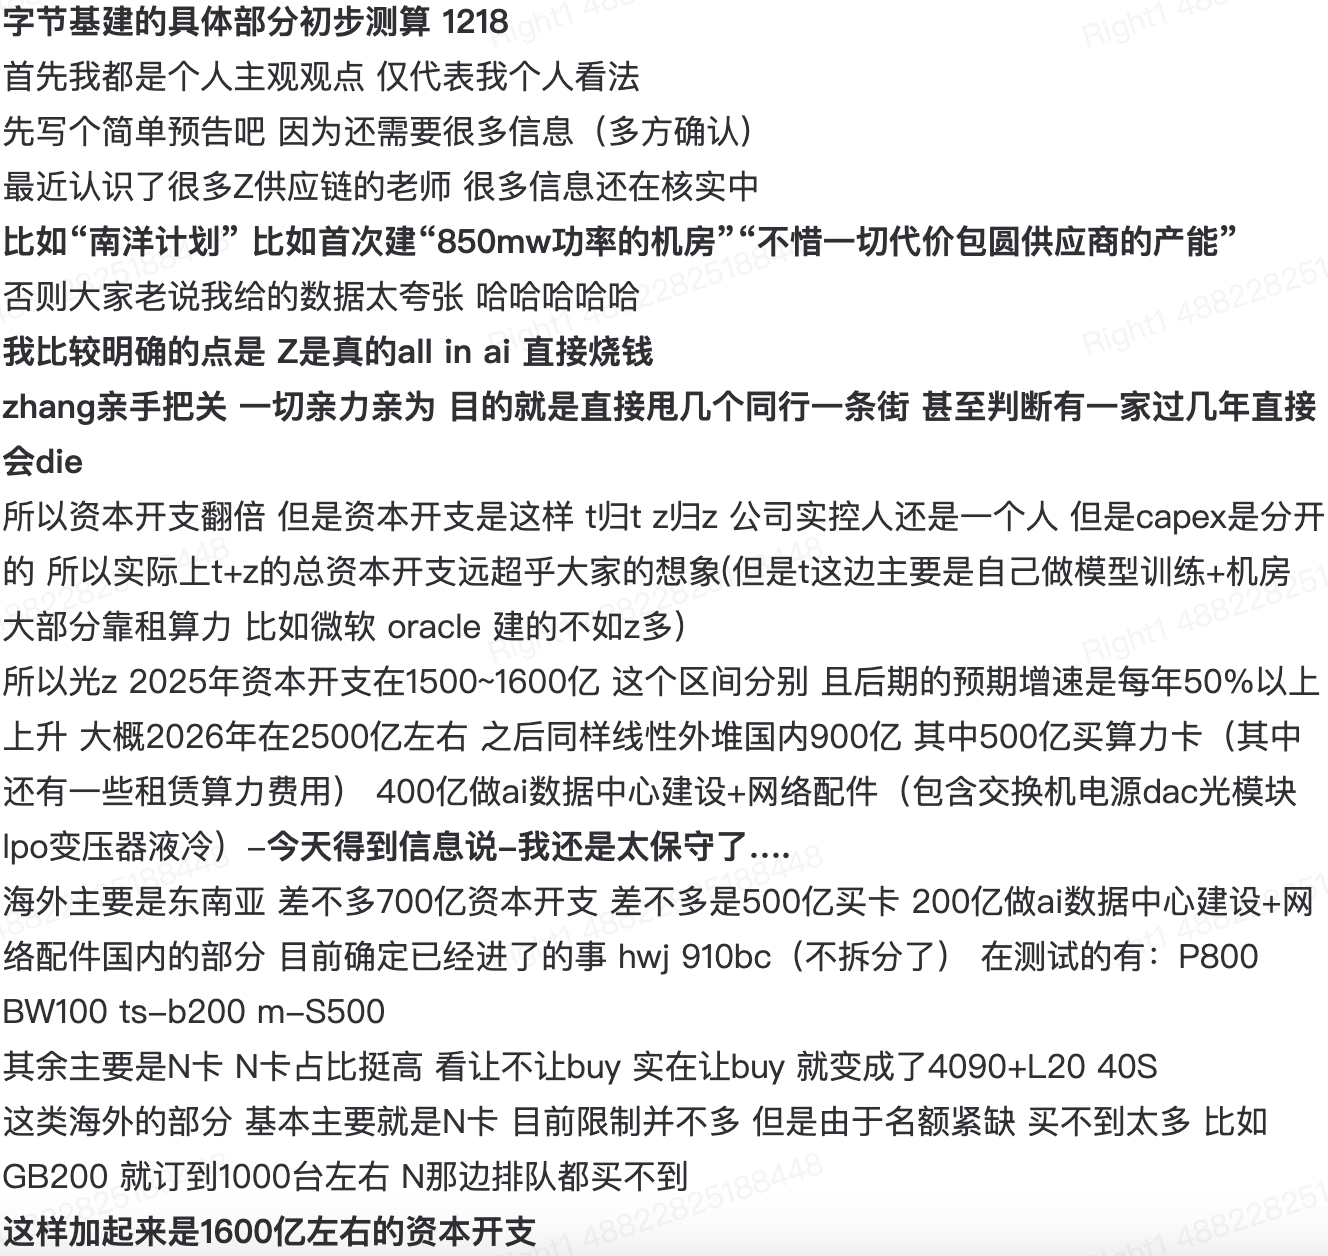 字节基建的具体部分初步测算 1218
首先我都是个人主观观点 仅代表我个人看法
先写个简单预告吧 因为还需要很多信息（多方确认）
最近认识了很多Z供应链的老师 很多信息还在核实中
比如“南洋计划” 比如首次建“850mw功率的机房”“不惜一切代价包圆供应商的产能”
否则大家老说我给的数据太夸张 哈哈哈哈哈
我比较明确的点是 Z是真的all in ai 直接烧钱
zhang亲手把关 一切亲力亲为 目的就是直接甩几个同行一条街 甚至判断有一家过几年直接
会die
所以资本开支翻倍 但是资本开支是这样 t归t z归z 公司实控人还是一个人 但是capex是分开
的 所以实际上t+z的总资本开支远超乎大家的想象(但是t这边主要是自己做模型训练+机房
大部分靠租算力 比如微软 oracle 建的不如z多）
所以光z 2025年资本开支在1500~1600亿 这个区间分别 且后期的预期增速是每年50%以上
上升 大概2026年在2500亿左右 之后同样线性外堆国内900亿 其中500亿买算力卡（其中
还有一些租赁算力费用） 400亿做ai数据中心建设+网络配件（包含交换机电源dac光模块
lpo变压器液冷）–今天得到信息说–我还是太保守了....
海外主要是东南亚 差不多700亿资本开支 差不多是500亿买卡 200亿做ai数据中心建设+网
络配件国内的部分 目前确定已经进了的事 hwj 910bc（不拆分了） 在测试的有：P800
BW100 ts–b200 m–S500
其余主要是N卡 N卡占比挺高 看让不让buy 实在让buy 就变成了4090+L20 40S
这类海外的部分 基本主要就是N卡 目前限制并不多 但是由于名额紧缺 买不到太多 比如
GB200 就订到1000台左右 N那边排队都买不到
这样加起来是1600亿左右的资本开支
Right1 48822825188448